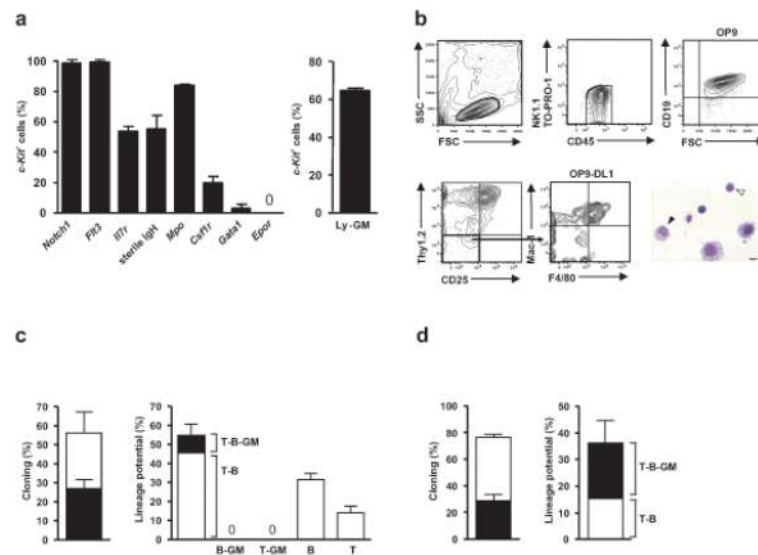 a
c-Kit+ cells (%)
100
80
60
40
20
0
0
Notch1
Flt3
Il7r
sterile IgH
Mpo
Csf1r
Gata1
Epor
c-Kit+ cells (%)
80
60
40
20
0
Ly-GM
b
SSC
FSC
NK1.1
TO-PRO-1
CD45
OP9
CD19
FSC
Thy1.2
CD25
OP9-DL1
Mac-1
F4/80
c
Cloning (%)
70
60
50
40
30
20
10
0
Lineage potential (%)
70
60
50
40
30
20
10
0
T-B-GM
T-B
0
0
B-GM
T-GM
B
T
d
Cloning (%)
100
80
60
40
20
0
Lineage potential (%)
50
40
30
20
10
0
T-B-GM
T-B